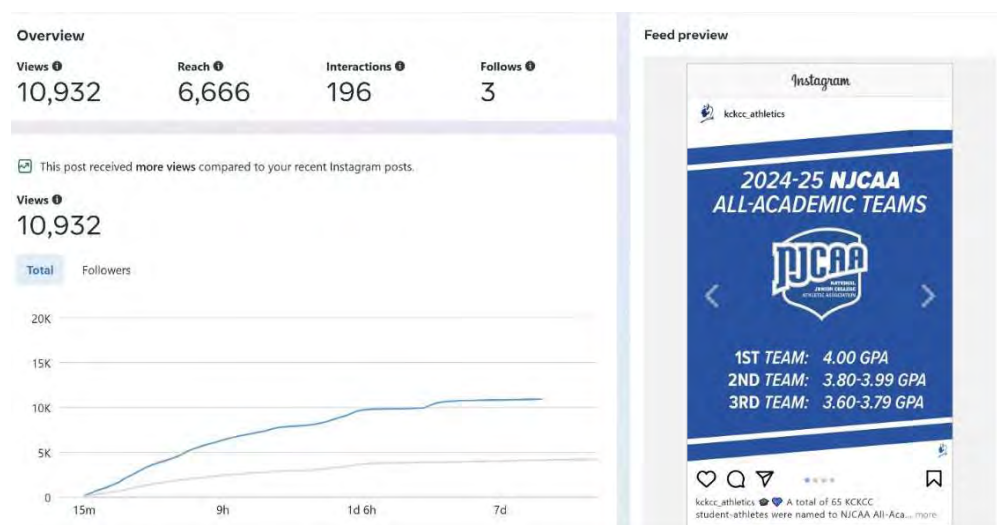 Overview
Views
10,932
Reach
6,666
Interactions
196
Follows
3
This post received more views compared to your recent Instagram posts.
Views
10,932
Total Followers
20K
15K
10K
5K
0
15m 9h 1d 6h 7d
Feed preview
Instagram
kckcc_athletics
2024-25 NJCAA
ALL-ACADEMIC TEAMS
NJCAA
NATIONAL
JUNIOR COLLEGE
ATHLETIC ASSOCIATION
1ST TEAM: 4.00 GPA
2ND TEAM: 3.80-3.99 GPA
3RD TEAM: 3.60-3.79 GPA
kckcc_athletics 🎓 💙 A total of 65 KCKCC
student-athletes were named to NJCAA All-Aca... more